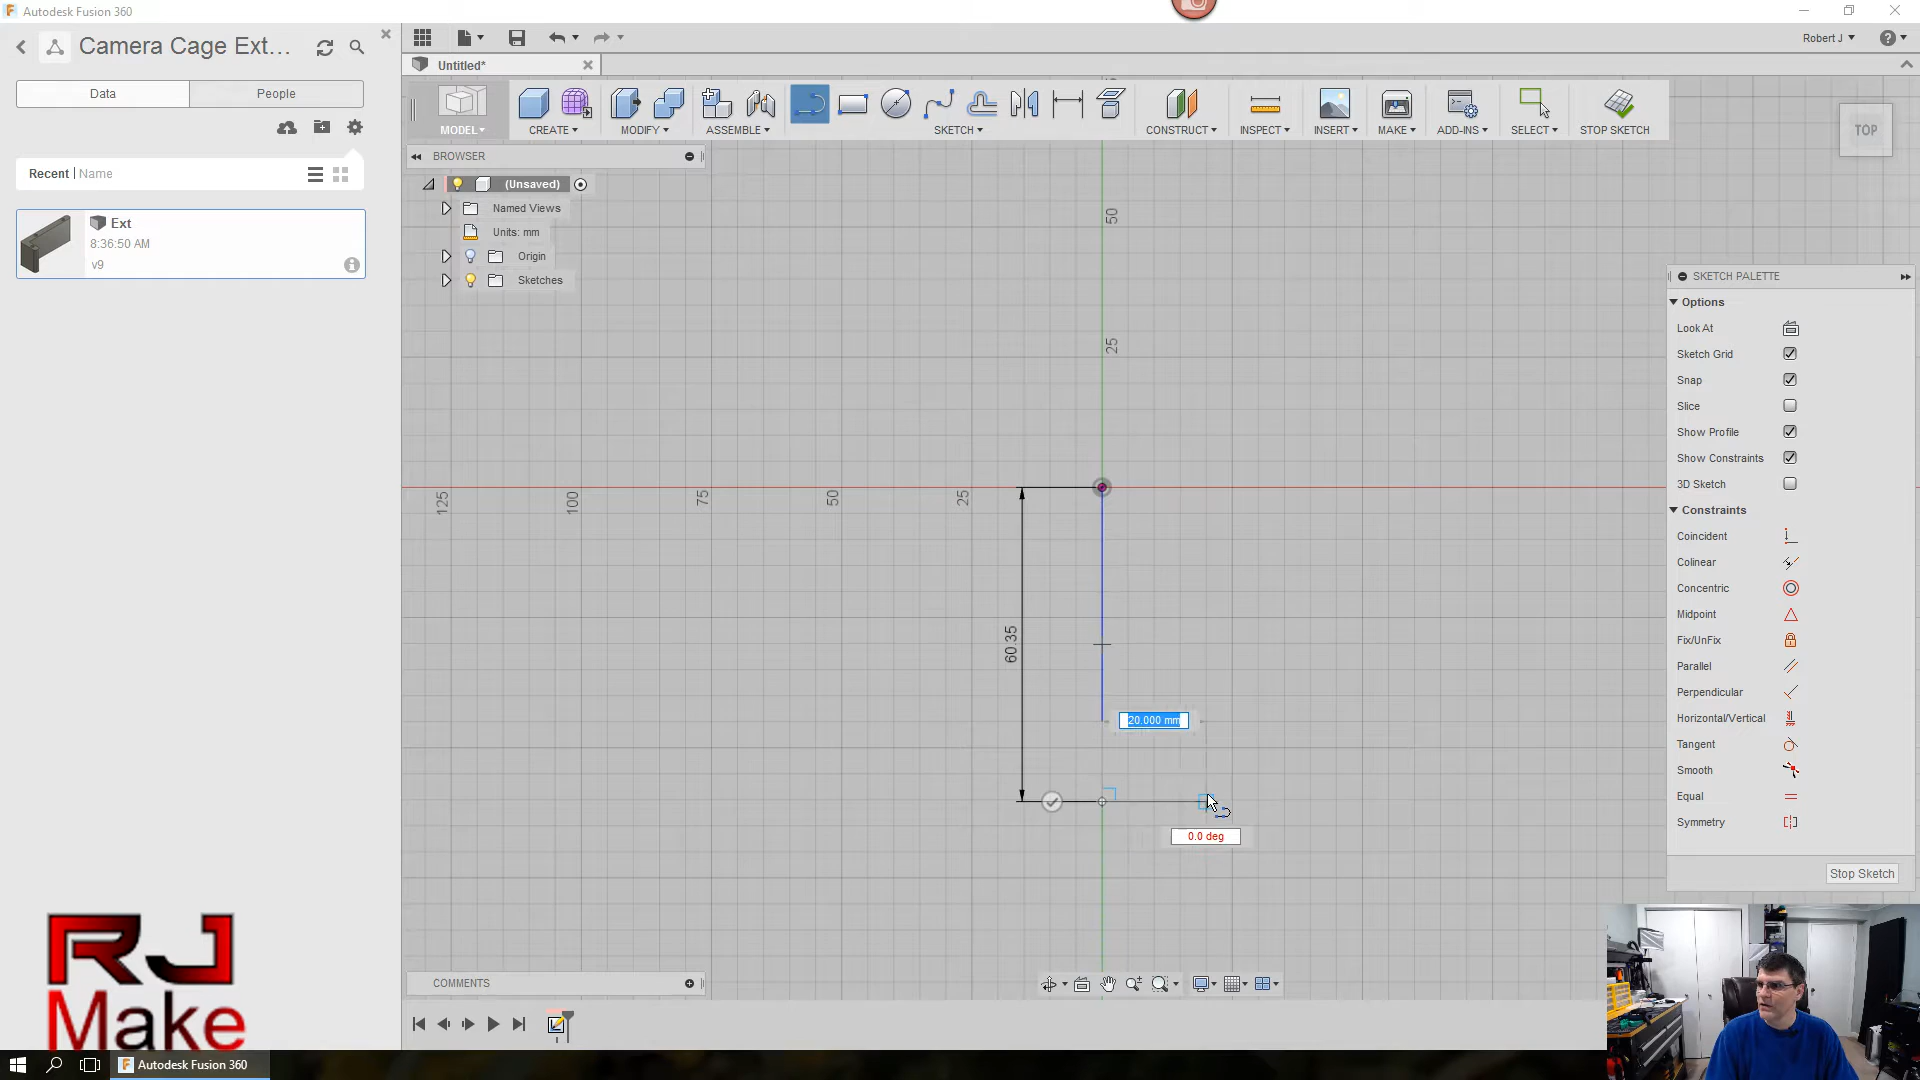 Autodesk Fusion 360
Camera Cage Ext...
Data
People
Recent
Name
Ext
8:36:50 AM
v9
Robert J
Untitled*
MODEL
CREATE
MODIFY
ASSEMBLE
SKETCH
CONSTRUCT
INSPECT
INSERT
MAKE
ADD-INS
SELECT
STOP SKETCH
TOP
BROWSER
(Unsaved)
Named Views
Units: mm
Origin
Sketches
50
25
125
100
75
50
25
60.35
20.000 mm
0.0 deg
SKETCH PALETTE
Options
Look At
Sketch Grid
Snap
Slice
Show Profile
Show Constraints
3D Sketch
Constraints
Coincident
Colinear
Concentric
Midpoint
Fix/UnFix
Parallel
Perpendicular
Horizontal/Vertical
Tangent
Smooth
Equal
Symmetry
Stop Sketch
COMMENTS
RJ
Make
Autodesk Fusion 360